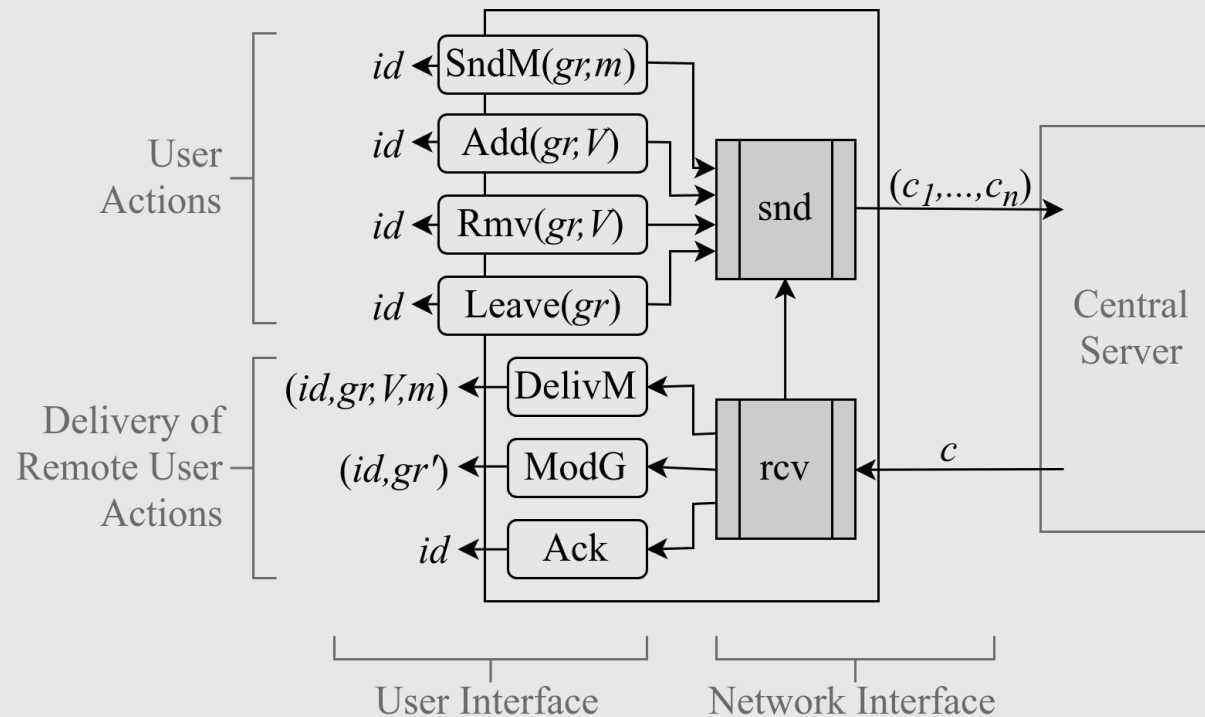 User
Actions
id
SndM(gr,m)
id
Add(gr,V)
id
Rmv(gr,V)
id
Leave(gr)
snd
(c1,...,cn)
Central
Server
Delivery of
Remote User
Actions
(id,gr,V,m)
DelivM
(id,gr')
ModG
id
Ack
rcv
c
User Interface
Network Interface